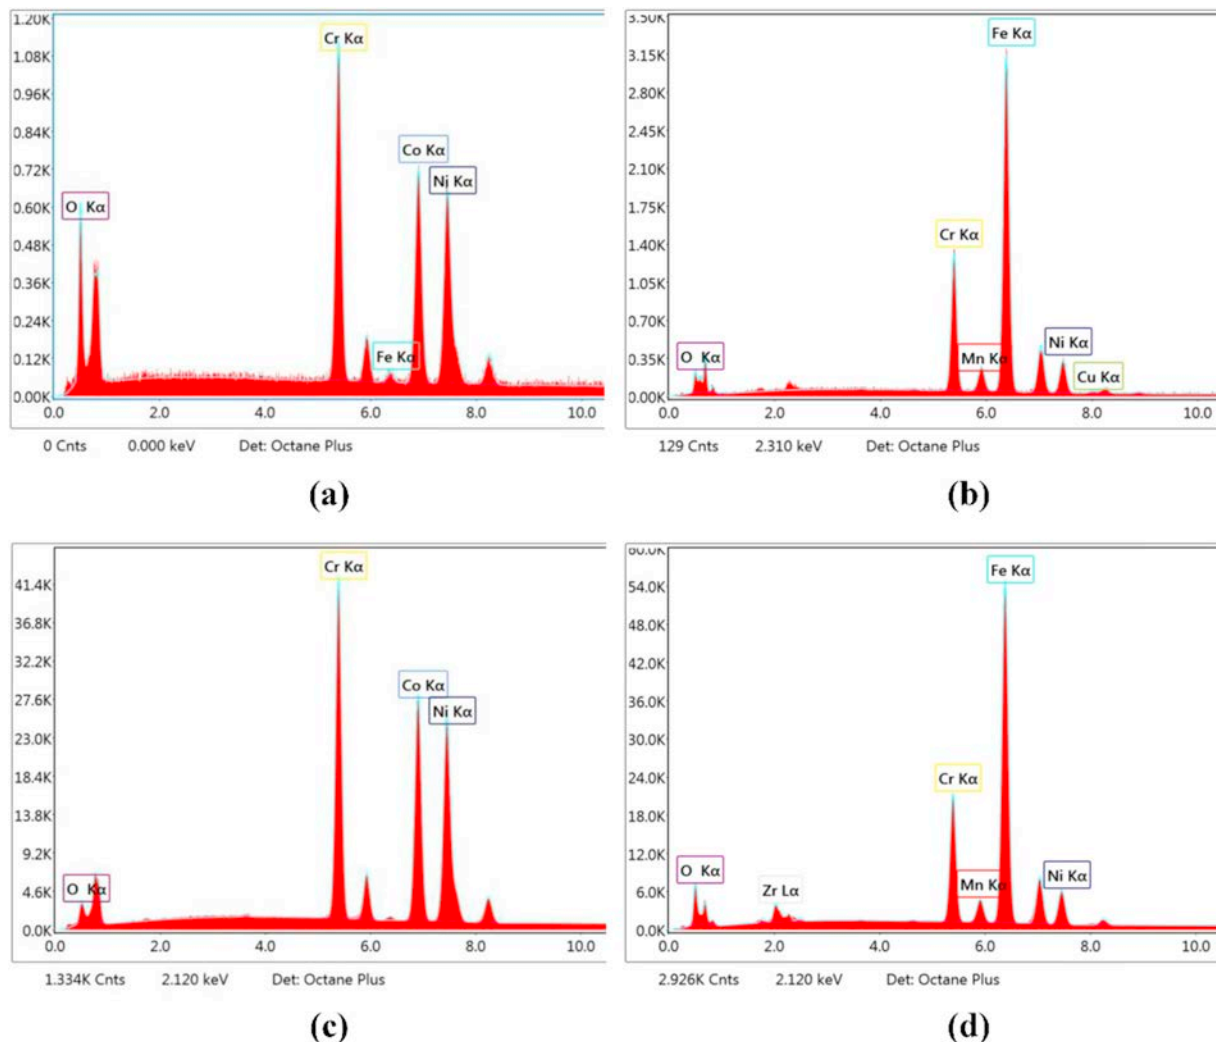 1.20K
1.08K
0.96K
0.84K
0.72K
0.60K
0.48K
0.36K
0.24K
0.12K
0.00K
Cr Kα
Co Kα
Ni Kα
O Kα
Fe Kα
0.0 2.0 4.0 6.0 8.0 10.0
0 Cnts 0.000 keV Det: Octane Plus
(a)
3.50K
3.15K
2.80K
2.45K
2.10K
1.75K
1.40K
1.05K
0.70K
0.35K
0.00K
Fe Kα
Cr Kα
Mn Kα
Ni Kα
O Kα
Cu Kα
0.0 2.0 4.0 6.0 8.0 10.0
129 Cnts 2.310 keV Det: Octane Plus
(b)
41.4K
36.8K
32.2K
27.6K
23.0K
18.4K
13.8K
9.2K
4.6K
0.0K
Cr Kα
Co Kα
Ni Kα
O Kα
0.0 2.0 4.0 6.0 8.0 10.0
1.334K Cnts 2.120 keV Det: Octane Plus
(c)
60.0K
54.0K
48.0K
42.0K
36.0K
30.0K
24.0K
18.0K
12.0K
6.0K
0.0K
Fe Kα
Cr Kα
O Kα
Zr Lα
Mn Kα
Ni Kα
0.0 2.0 4.0 6.0 8.0 10.0
2.926K Cnts 2.120 keV Det: Octane Plus
(d)